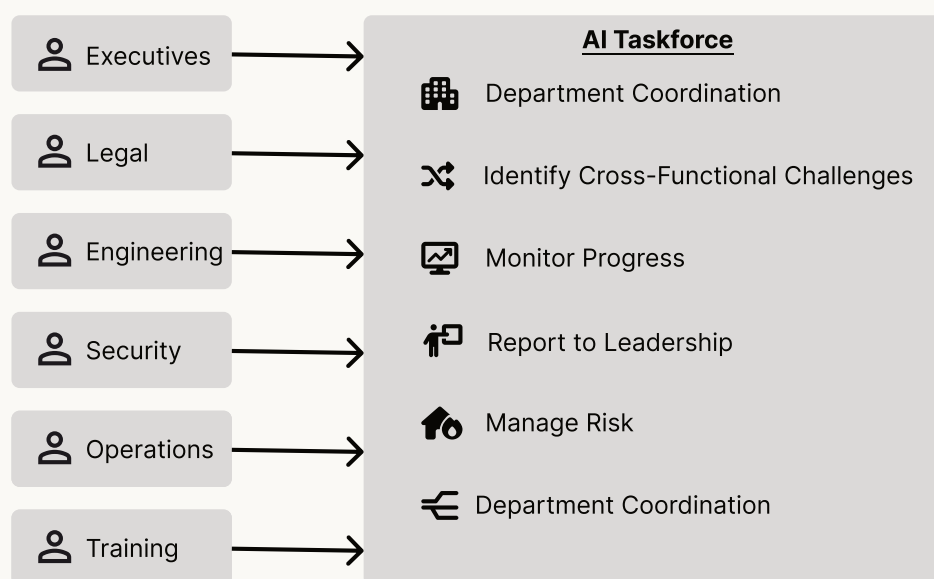 Executives
Legal
Engineering
Security
Operations
Training
AI Taskforce
Department Coordination
Identify Cross-Functional Challenges
Monitor Progress
Report to Leadership
Manage Risk
Department Coordination